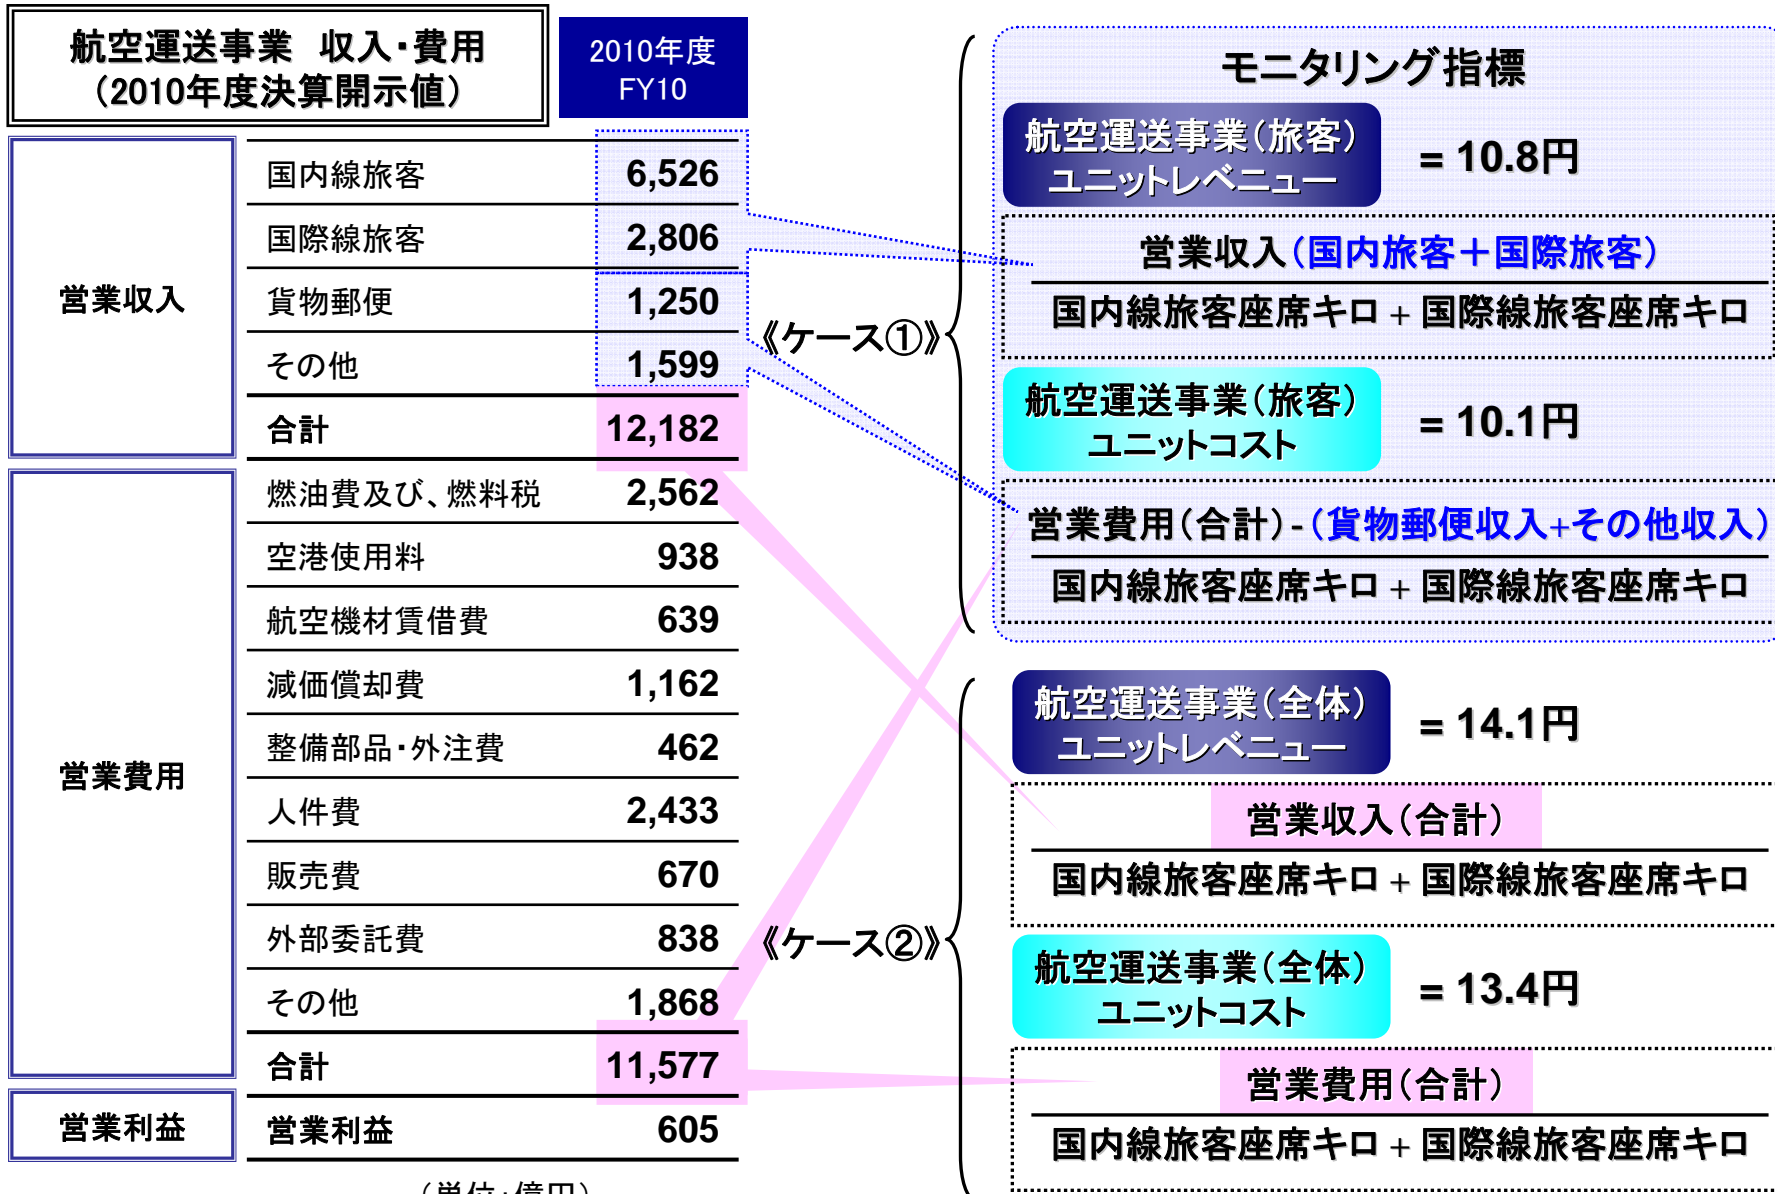 航空運送事業 収入・費用
（2010年度決算開示値）
2010年度
FY10
営業収入
国内線旅客 6,526
国際線旅客 2,806
貨物郵便 1,250
その他 1,599
合計 12,182
営業費用
燃油費及び、燃料税 2,562
空港使用料 938
航空機材賃借費 639
減価償却費 1,162
整備部品・外注費 462
人件費 2,433
販売費 670
外部委託費 838
その他 1,868
合計 11,577
営業利益
営業利益 605
（単位：億円）
《ケース①》
モニタリング指標
航空運送事業（旅客）
ユニットレベニュー
= 10.8円
営業収入（国内旅客＋国際旅客）
国内線旅客座席キロ + 国際線旅客座席キロ
航空運送事業（旅客）
ユニットコスト
= 10.1円
営業費用（合計）-（貨物郵便収入+その他収入）
国内線旅客座席キロ + 国際線旅客座席キロ
《ケース②》
航空運送事業（全体）
ユニットレベニュー
= 14.1円
営業収入（合計）
国内線旅客座席キロ + 国際線旅客座席キロ
航空運送事業（全体）
ユニットコスト
= 13.4円
営業費用（合計）
国内線旅客座席キロ + 国際線旅客座席キロ